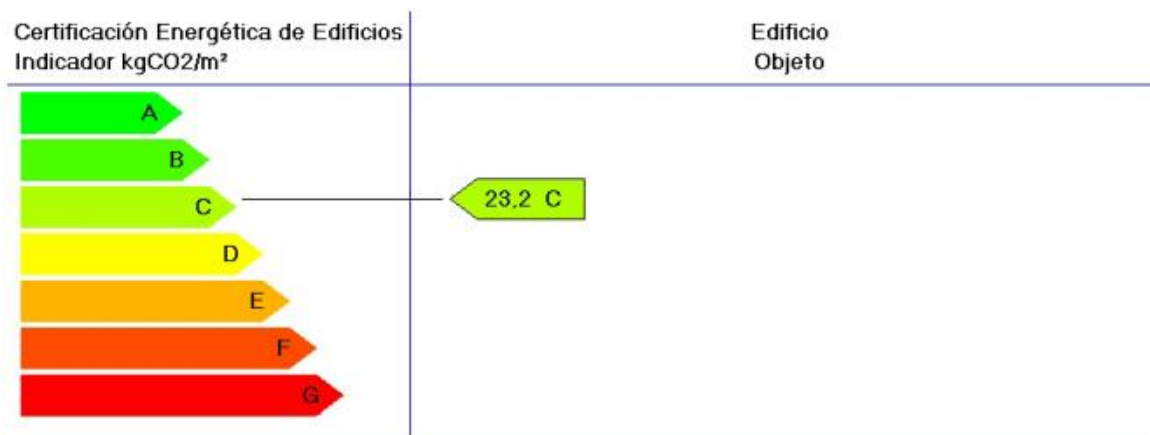 Certificación Energética de Edificios
Indicador kgCO2/m²
Edificio
Objeto
A
B
C
23,2 C
D
E
F
G